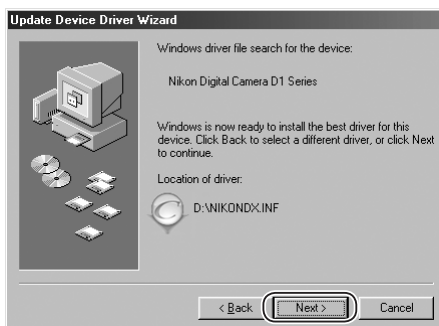 Update Device Driver Wizard
Windows driver file search for the device:
Nikon Digital Camera D1 Series
Windows is now ready to install the best driver for this
device. Click Back to select a different driver, or click Next
to continue.
Location of driver:
D:\NIKONDX.INF
< Back
Next >
Cancel